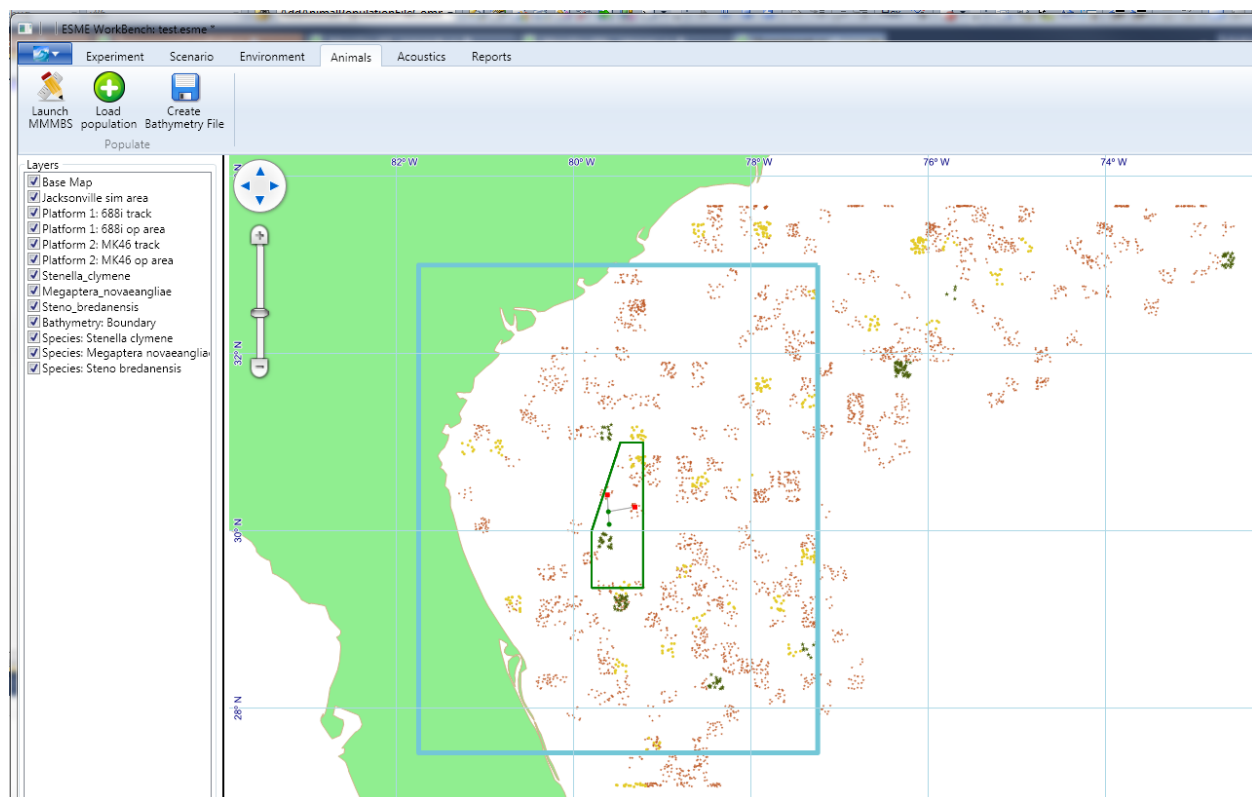 ESME WorkBench: test.esme *
Experiment Scenario Environment Animals Acoustics Reports
Launch MMMBS
Load population
Create Bathymetry File
Populate
Layers
Base Map
Jacksonville sim area
Platform 1: 688i track
Platform 1: 688i op area
Platform 2: MK46 track
Platform 2: MK46 op area
Stenella_clymene
Megaptera_novaeangliae
Steno_bredanensis
Bathymetry: Boundary
Species: Stenella clymene
Species: Megaptera novaeanglia
Species: Steno bredanensis
82° W 80° W 78° W 76° W 74° W
32° N
30° N
28° N